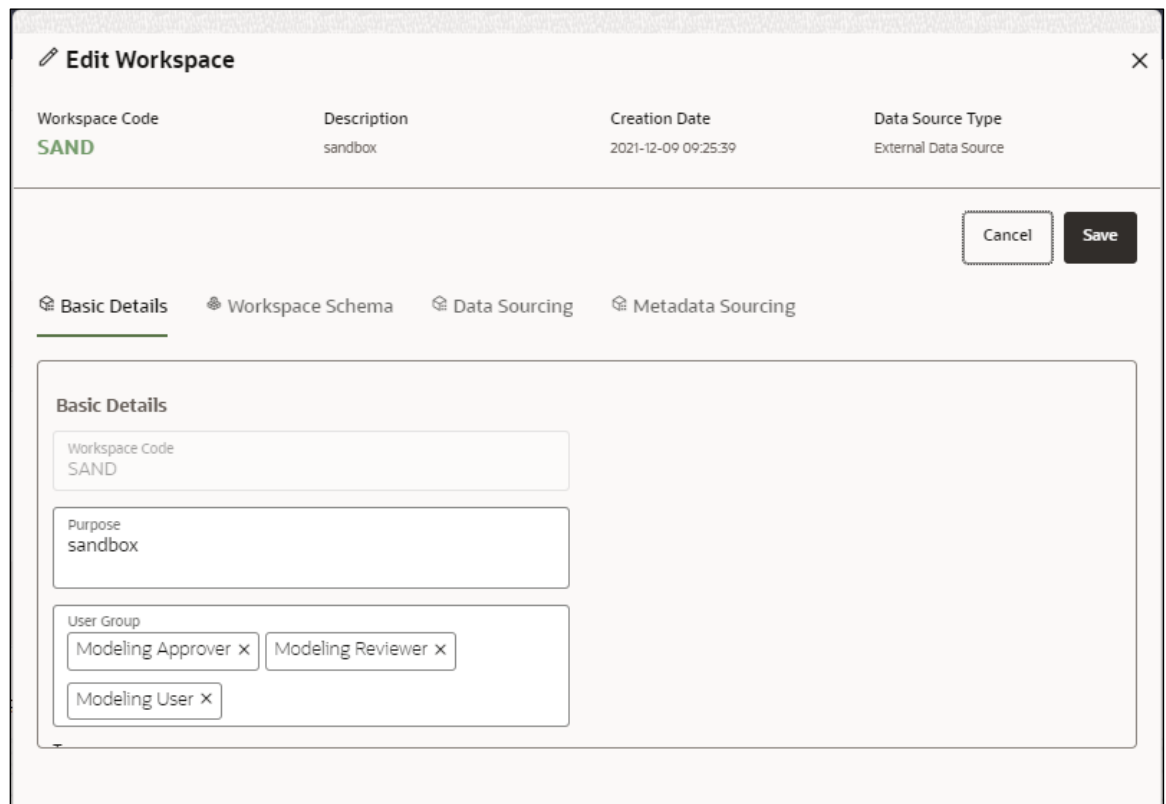 Edit Workspace
Workspace Code Description Creation Date Data Source Type
SAND sandbox 2021-12-09 09:25:39 External Data Source
Cancel Save
Basic Details Workspace Schema Data Sourcing Metadata Sourcing
Basic Details
Workspace Code
SAND
Purpose
sandbox
User Group
Modeling Approver × Modeling Reviewer ×
Modeling User ×